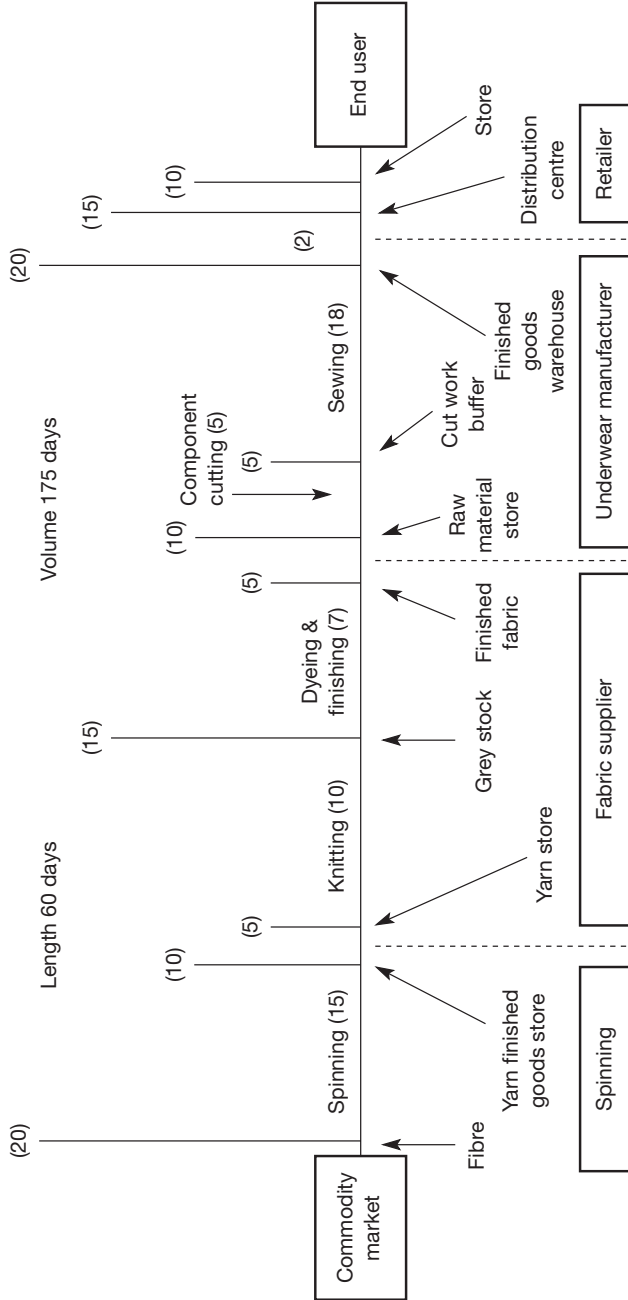 Length 60 days
Volume 175 days
(20)
(10)
(5)
(15)
(5)
(10)
(5)
(20)
(15)
(10)
Spinning (15)
Knitting (10)
Dyeing &
finishing (7)
Component
cutting (5)
Sewing (18)
(2)
Commodity
market
End user
Fibre
Yarn finished
goods store
Yarn store
Grey stock
Finished
fabric
Raw
material
store
Cut work
buffer
Finished
goods
warehouse
Distribution
centre
Store
Spinning
Fabric supplier
Underwear manufacturer
Retailer